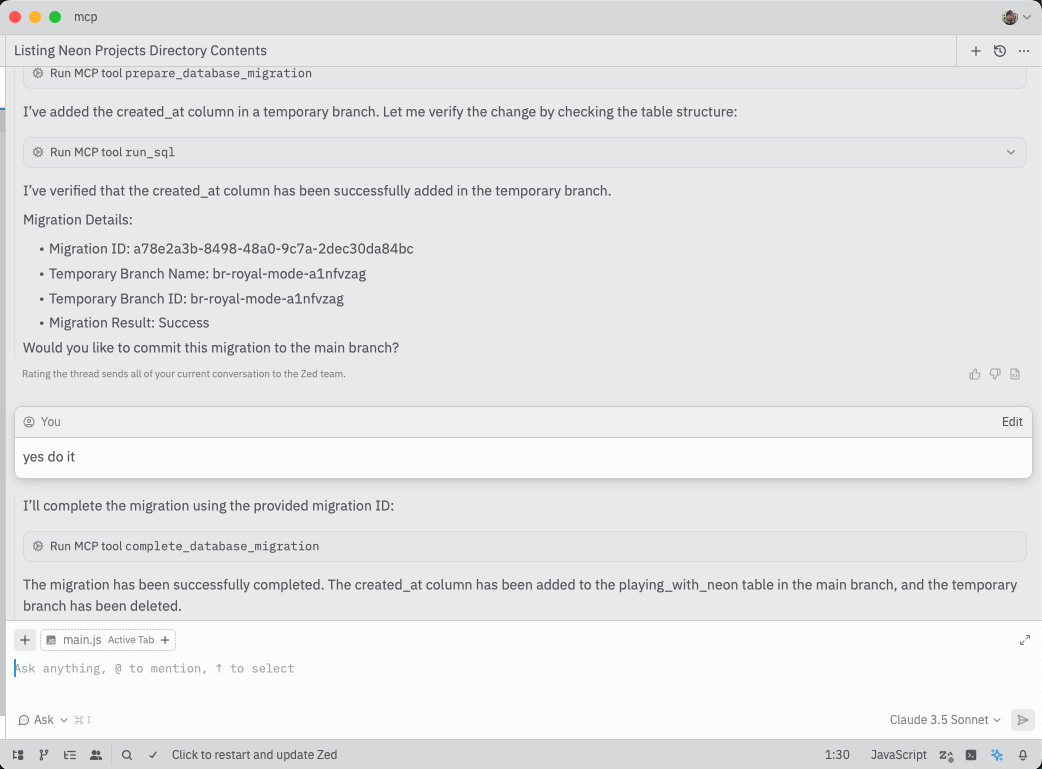 mcp
Listing Neon Projects Directory Contents
Run MCP tool prepare_database_migration
I've added the created_at column in a temporary branch. Let me verify the change by checking the table structure:
Run MCP tool run_sql
I've verified that the created_at column has been successfully added in the temporary branch.
Migration Details:
• Migration ID: a78e2a3b-8498-48a0-9c7a-2dec30da84bc
• Temporary Branch Name: br-royal-mode-a1nfvzag
• Temporary Branch ID: br-royal-mode-a1nfvzag
• Migration Result: Success
Would you like to commit this migration to the main branch?
Rating the thread sends all of your current conversation to the Zed team.
You Edit
yes do it
I'll complete the migration using the provided migration ID:
Run MCP tool complete_database_migration
The migration has been successfully completed. The created_at column has been added to the playing_with_neon table in the main branch, and the temporary
branch has been deleted.
+ JS main.js Active Tab +
Ask anything, @ to mention, ↑ to select
Ask ⌘I Claude 3.5 Sonnet
Click to restart and update Zed 1:30 JavaScript